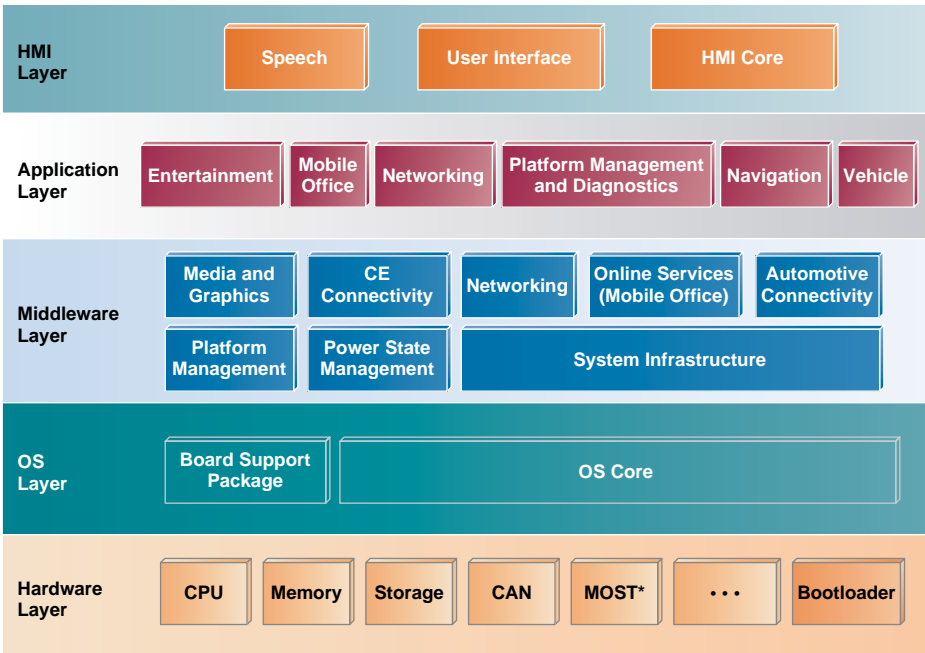 HMI
Layer
Speech
User Interface
HMI Core
Application
Layer
Entertainment
Mobile
Office
Networking
Platform Management
and Diagnostics
Navigation
Vehicle
Middleware
Layer
Media and
Graphics
CE
Connectivity
Networking
Online Services
(Mobile Office)
Automotive
Connectivity
Platform
Management
Power State
Management
System Infrastructure
OS
Layer
Board Support
Package
OS Core
Hardware
Layer
CPU
Memory
Storage
CAN
MOST*
• • •
Bootloader